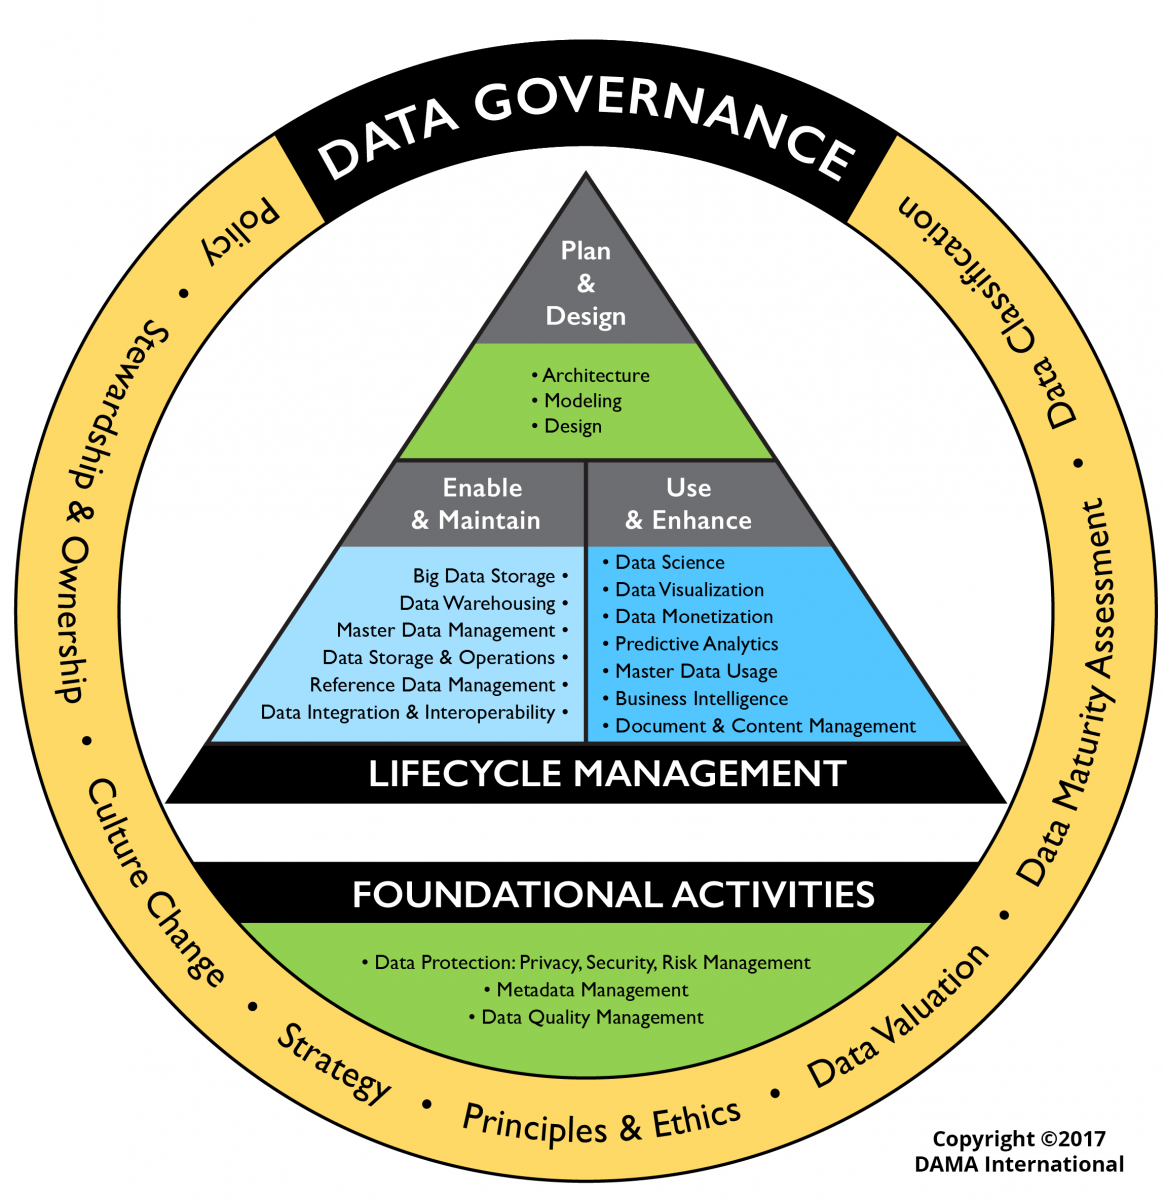 DATA GOVERNANCE
Policy • Stewardship & Ownership • Culture Change • Strategy • Principles & Ethics • Data Valuation • Data Maturity Assessment • Data Classification
Plan
&
Design
• Architecture
• Modeling
• Design
Enable
& Maintain
Big Data Storage •
Data Warehousing •
Master Data Management •
Data Storage & Operations •
Reference Data Management •
Data Integration & Interoperability •
Use
& Enhance
• Data Science
• Data Visualization
• Data Monetization
• Predictive Analytics
• Master Data Usage
• Business Intelligence
• Document & Content Management
LIFECYCLE MANAGEMENT
FOUNDATIONAL ACTIVITIES
• Data Protection: Privacy, Security, Risk Management
• Metadata Management
• Data Quality Management
Copyright ©2017
DAMA International